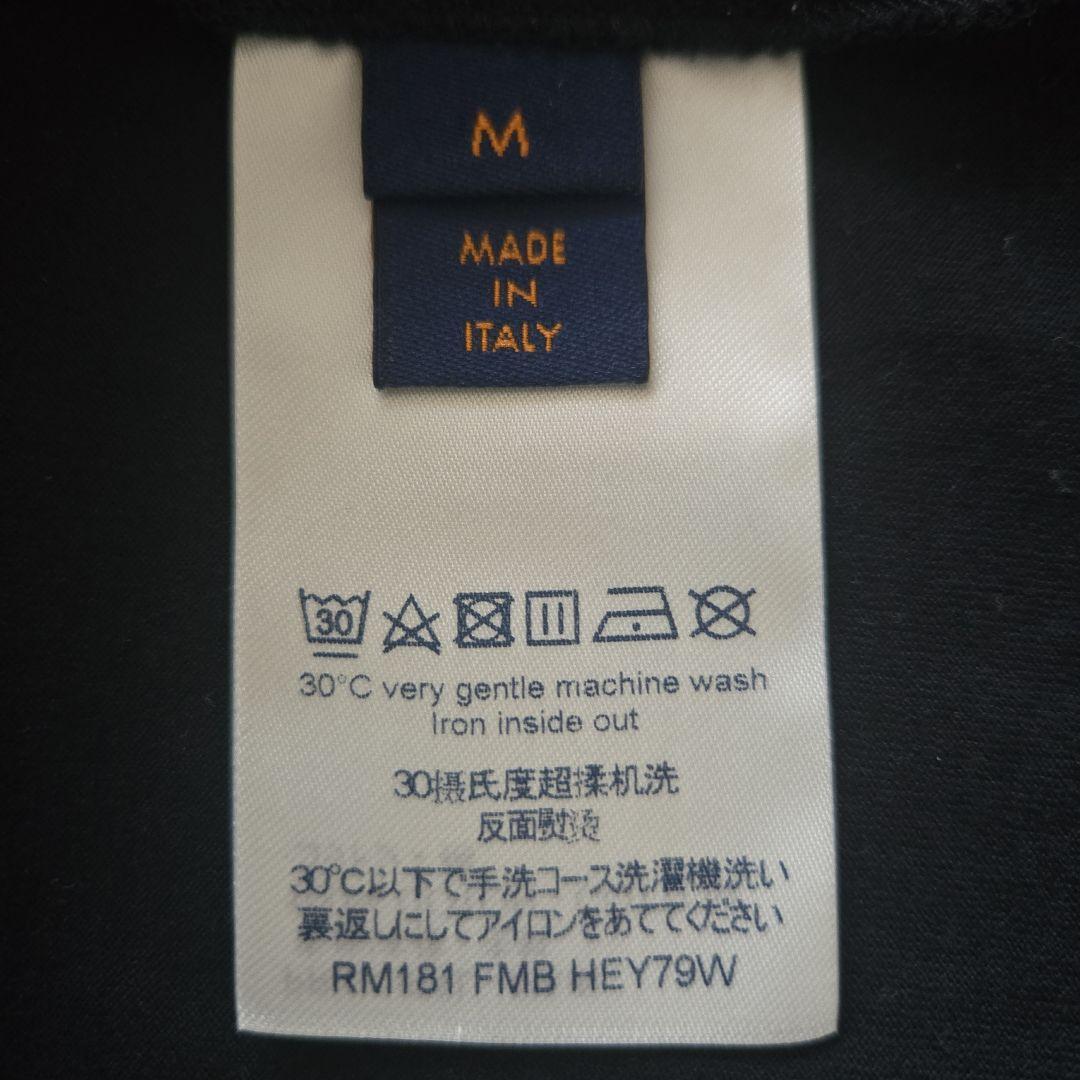 M
MADE
IN
ITALY
30
30°C very gentle machine wash
Iron inside out
30摄氏度超揉机洗
反面熨烫
30°C以下で手洗コース洗濯機洗い
裏返しにしてアイロンをあててください
RM181 FMB HEY79W